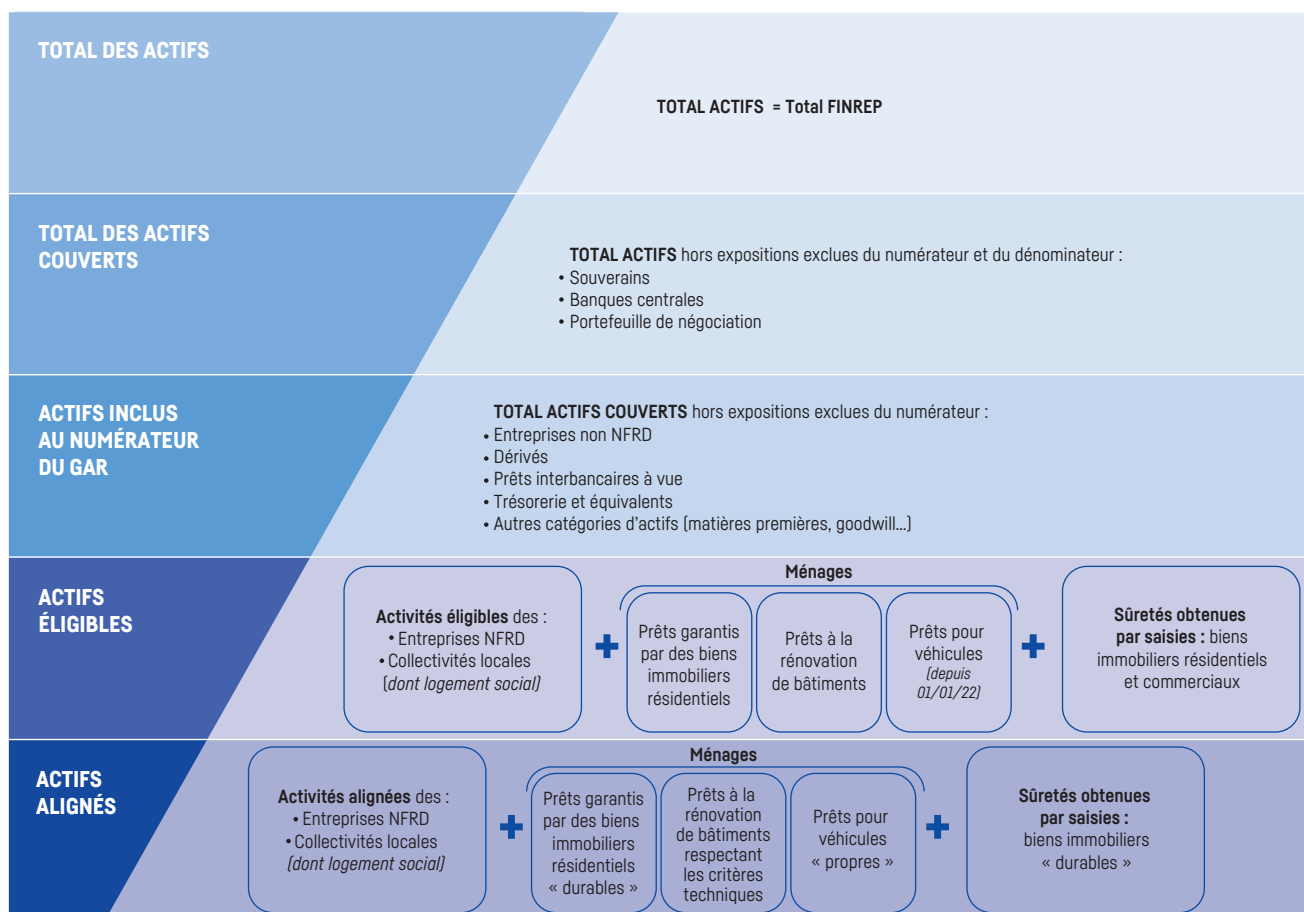 TOTAL DES ACTIFS
TOTAL ACTIFS = Total FINREP
TOTAL DES ACTIFS
COUVERTS
TOTAL ACTIFS hors expositions exclues du numérateur et du dénominateur :
• Souverains
• Banques centrales
• Portefeuille de négociation
ACTIFS INCLUS
AU NUMÉRATEUR
DU GAR
TOTAL ACTIFS COUVERTS hors expositions exclues du numérateur :
• Entreprises non NFRD
• Dérivés
• Prêts interbancaires à vue
• Trésorerie et équivalents
• Autres catégories d'actifs (matières premières, goodwill...)
ACTIFS
ÉLIGIBLES
Activités éligibles des :
• Entreprises NFRD
• Collectivités locales
(dont logement social)
+
Ménages
Prêts garantis
par des biens
immobiliers
résidentiels
Prêts à la
rénovation
de bâtiments
Prêts pour
véhicules
(depuis
01/01/22)
+
Sûretés obtenues
par saisies : biens
immobiliers résidentiels
et commerciaux
ACTIFS
ALIGNÉS
Activités alignées des :
• Entreprises NFRD
• Collectivités locales
(dont logement social)
+
Ménages
Prêts garantis
par des biens
immobiliers
résidentiels
« durables »
Prêts à la
rénovation
de bâtiments
respectant
les critères
techniques
Prêts pour
véhicules
« propres »
+
Sûretés obtenues
par saisies :
biens immobiliers
« durables »